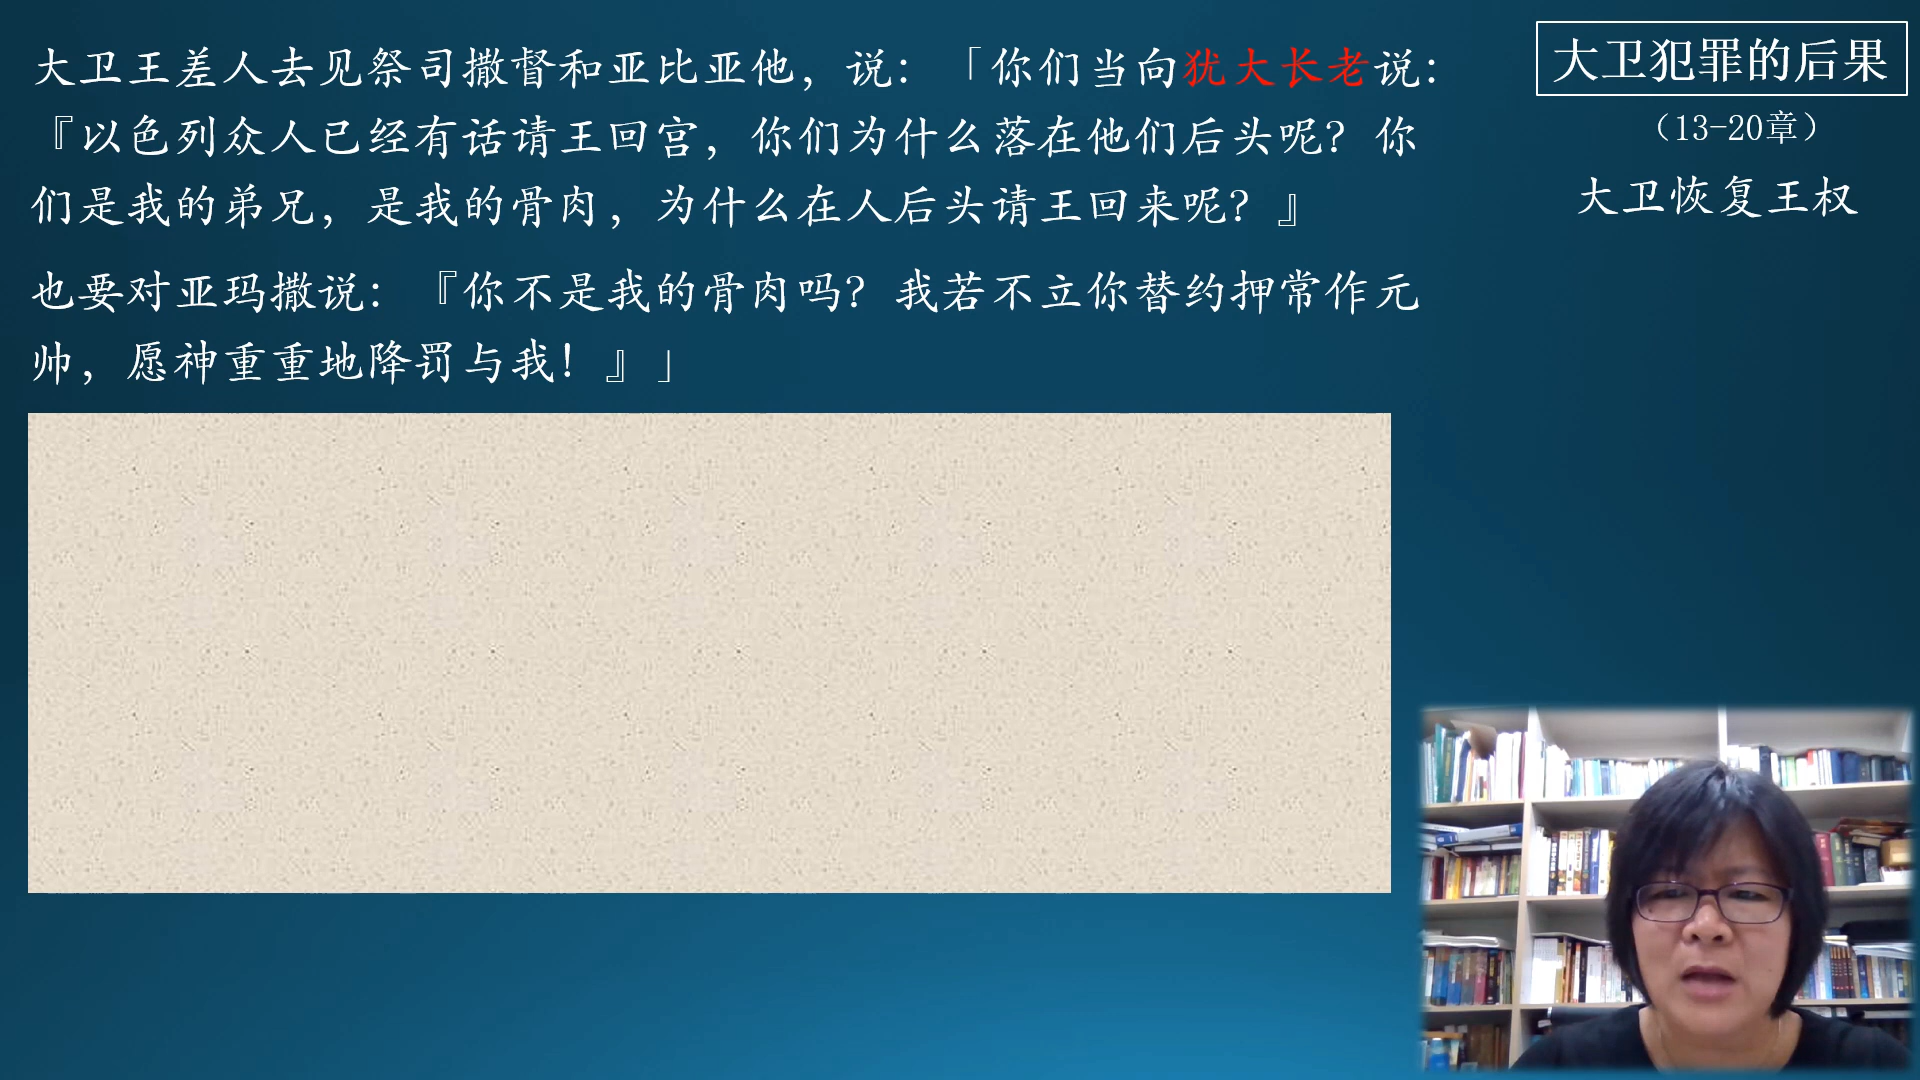 大卫王差人去见祭司撒督和亚比亚他，说：「你们当向犹大长老说：
『以色列众人已经有话请王回宫，你们为什么落在他们后头呢？你
们是我的弟兄，是我的骨肉，为什么在人后头请王回来呢？』
也要对亚玛撒说：『你不是我的骨肉吗？我若不立你替约押常作元
帅，愿神重重地降罚与我！』」
大卫犯罪的后果
（13-20章）
大卫恢复王权